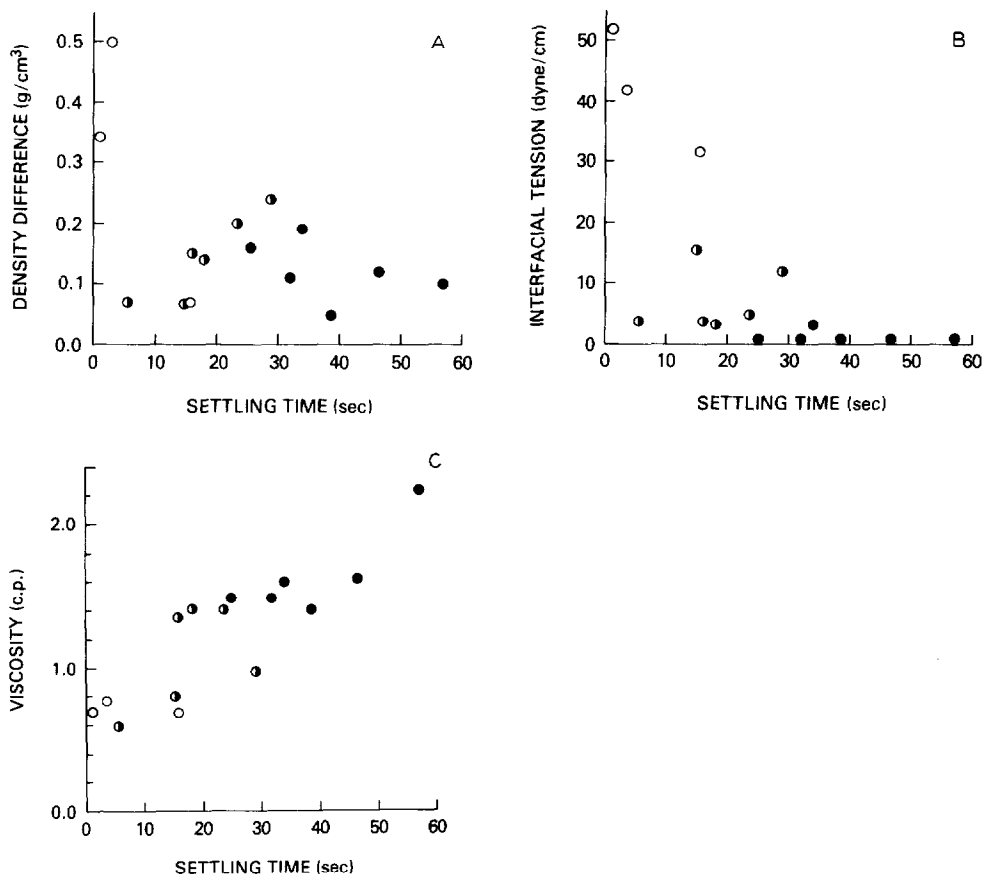 A
DENSITY DIFFERENCE (g/cm³)
0.5
0.4
0.3
0.2
0.1
0.0
0 10 20 30 40 50 60
SETTLING TIME (sec)
B
INTERFACIAL TENSION (dyne/cm)
50
40
30
20
10
0
0 10 20 30 40 50 60
SETTLING TIME (sec)
C
VISCOSITY (c.p.)
2.0
1.0
0.0
0 10 20 30 40 50 60
SETTLING TIME (sec)